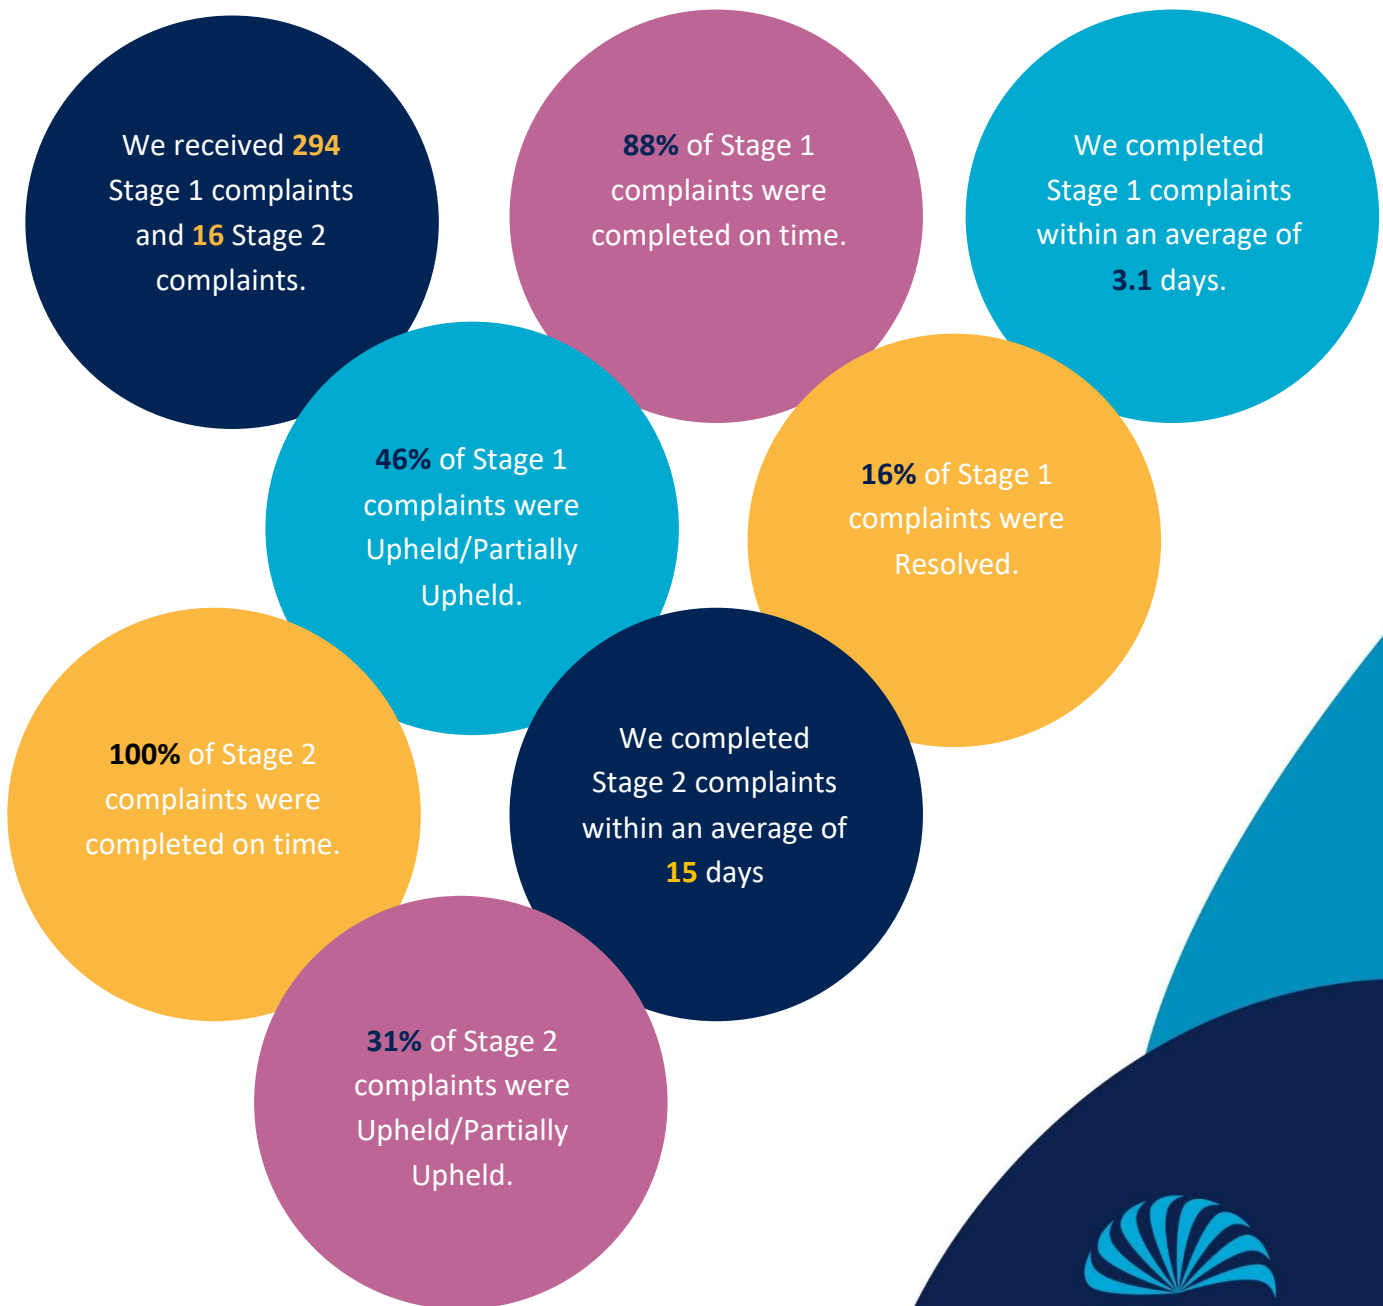 We received 294
Stage 1 complaints
and 16 Stage 2
complaints.
88% of Stage 1
complaints were
completed on time.
We completed
Stage 1 complaints
within an average of
3.1 days.
46% of Stage 1
complaints were
Upheld/Partially
Upheld.
16% of Stage 1
complaints were
Resolved.
100% of Stage 2
complaints were
completed on time.
We completed
Stage 2 complaints
within an average of
15 days
31% of Stage 2
complaints were
Upheld/Partially
Upheld.